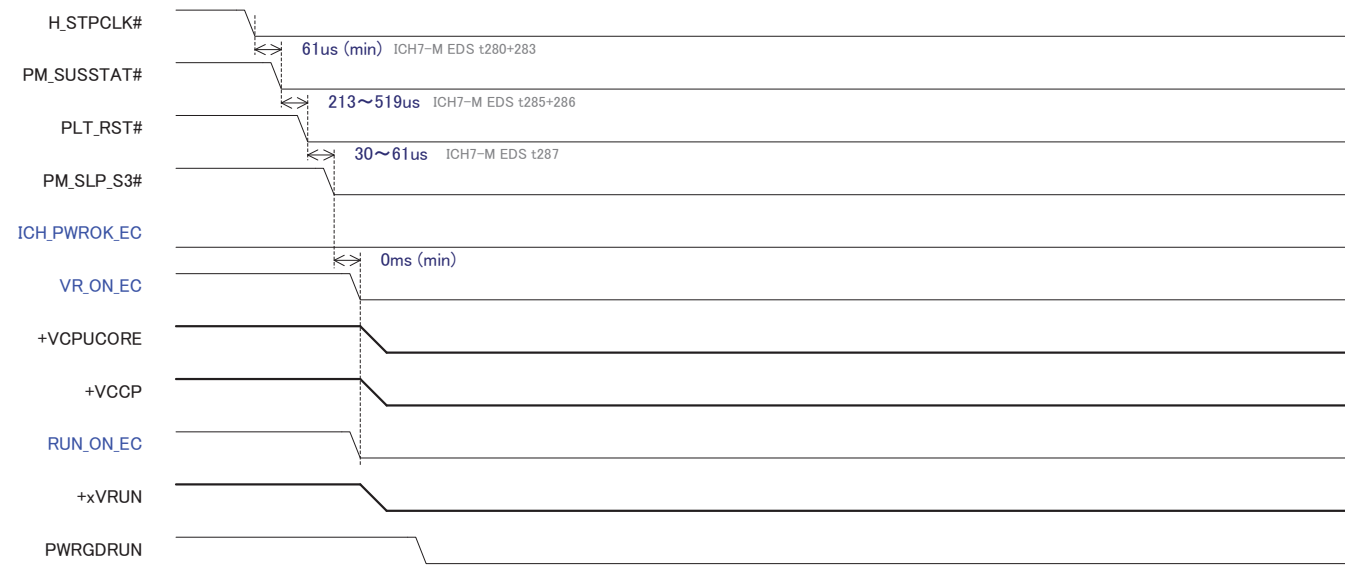 H_STPCLK#
61us (min) ICH7-M EDS t280+283
PM_SUSSTAT#
213～519us ICH7-M EDS t285+286
PLT_RST#
30～61us ICH7-M EDS t287
PM_SLP_S3#
ICH_PWROK_EC
0ms (min)
VR_ON_EC
+VCPUCORE
+VCCP
RUN_ON_EC
+xVRUN
PWRGDRUN